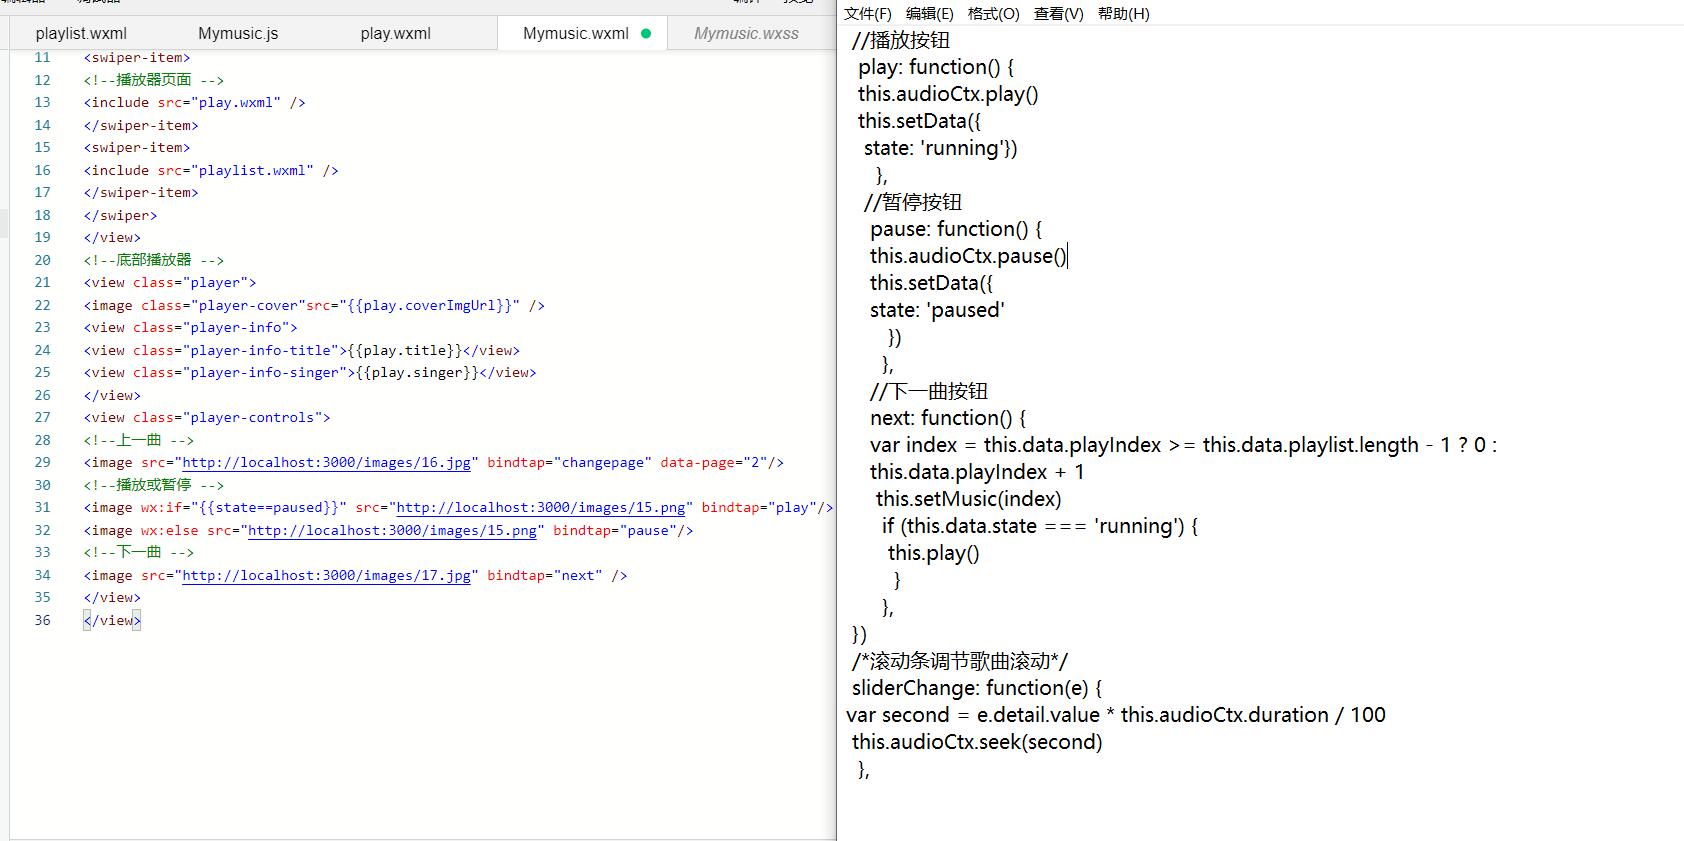 playlist.wxml Mymusic.js play.wxml Mymusic.wxml Mymusic.wxss
11 <swiper-item>
12 <!--播放器页面 -->
13 <include src="play.wxml" />
14 </swiper-item>
15 <swiper-item>
16 <include src="playlist.wxml" />
17 </swiper-item>
18 </swiper>
19 </view>
20 <!--底部播放器 -->
21 <view class="player">
22 <image class="player-cover"src="{{play.coverImgUrl}}" />
23 <view class="player-info">
24 <view class="player-info-title">{{play.title}}</view>
25 <view class="player-info-singer">{{play.singer}}</view>
26 </view>
27 <view class="player-controls">
28 <!--上一曲 -->
29 <image src="http://localhost:3000/images/16.jpg" bindtap="changepage" data-page="2"/>
30 <!--播放或暂停 -->
31 <image wx:if="{{state==paused}}" src="http://localhost:3000/images/15.png" bindtap="play"/>
32 <image wx:else src="http://localhost:3000/images/15.png" bindtap="pause"/>
33 <!--下一曲 -->
34 <image src="http://localhost:3000/images/17.jpg" bindtap="next" />
35 </view>
36 </view>
文件(F) 编辑(E) 格式(O) 查看(V) 帮助(H)
//播放按钮
play: function() {
this.audioCtx.play()
this.setData({
state: 'running'})
},
//暂停按钮
pause: function() {
this.audioCtx.pause()
this.setData({
state: 'paused'
})
},
//下一曲按钮
next: function() {
var index = this.data.playIndex >= this.data.playlist.length - 1 ? 0 :
this.data.playIndex + 1
this.setMusic(index)
if (this.data.state === 'running') {
this.play()
}
},
})
/*滚动条调节歌曲滚动*/
sliderChange: function(e) {
var second = e.detail.value * this.audioCtx.duration / 100
this.audioCtx.seek(second)
},